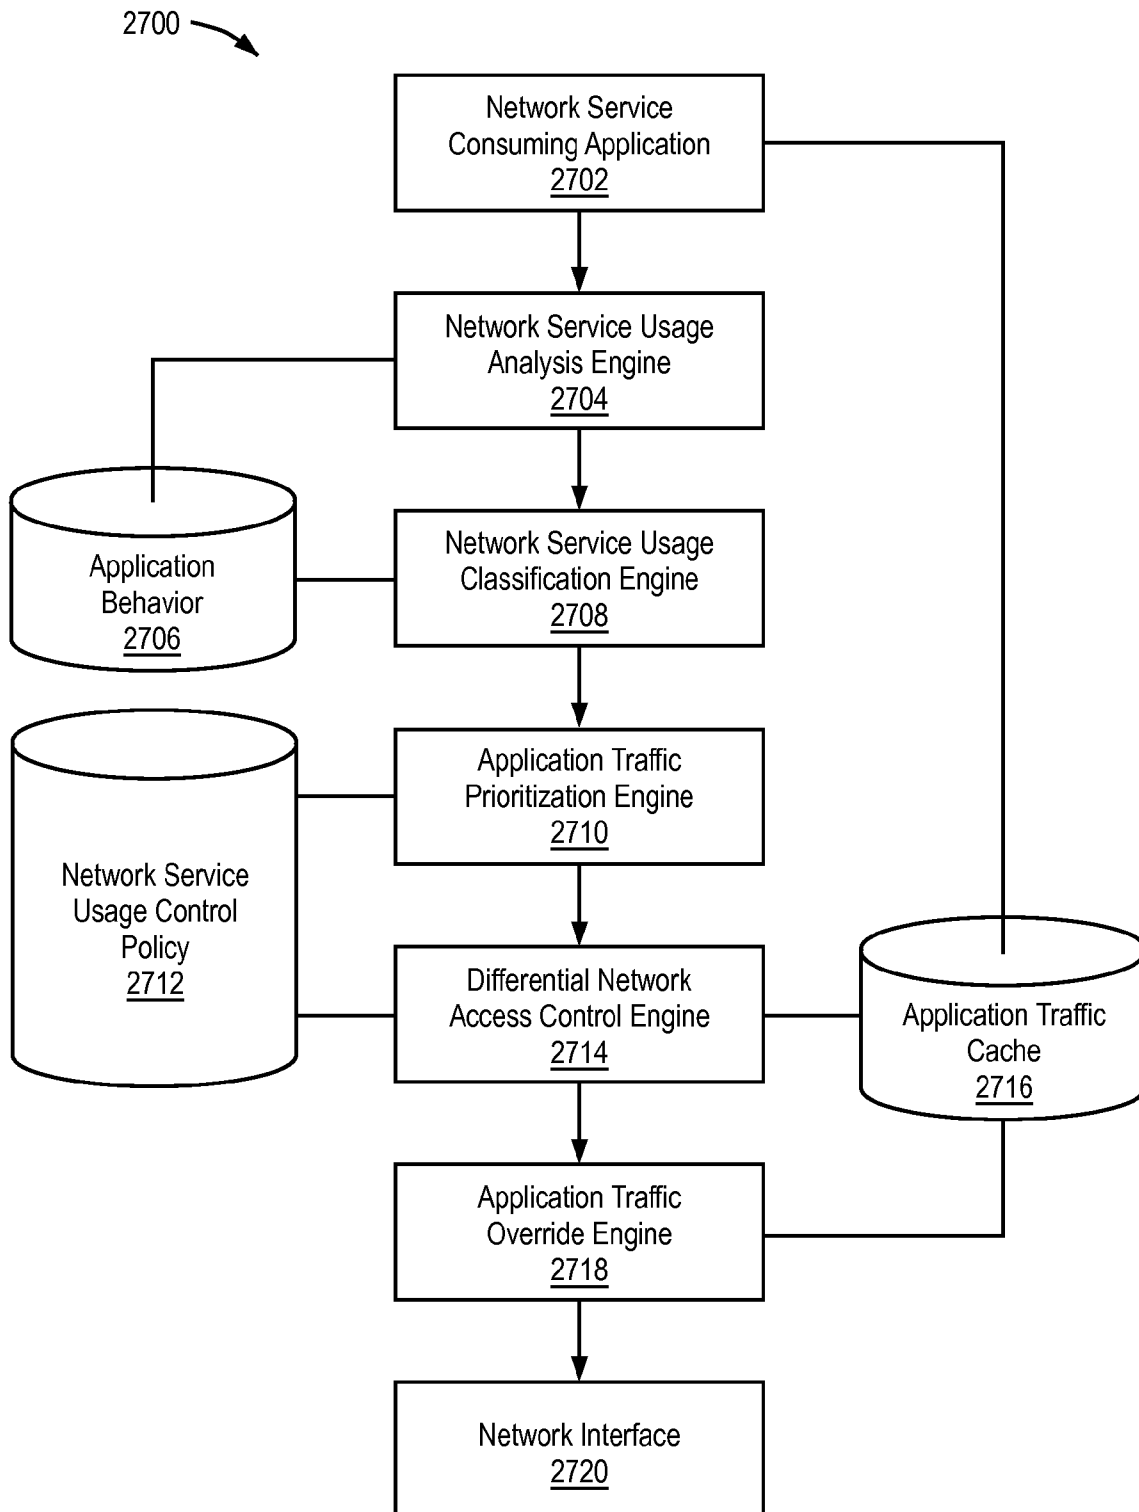 2700
Network Service
Consuming Application
2702
Network Service Usage
Analysis Engine
2704
Application
Behavior
2706
Network Service Usage
Classification Engine
2708
Application Traffic
Prioritization Engine
2710
Network Service
Usage Control
Policy
2712
Differential Network
Access Control Engine
2714
Application Traffic
Cache
2716
Application Traffic
Override Engine
2718
Network Interface
2720